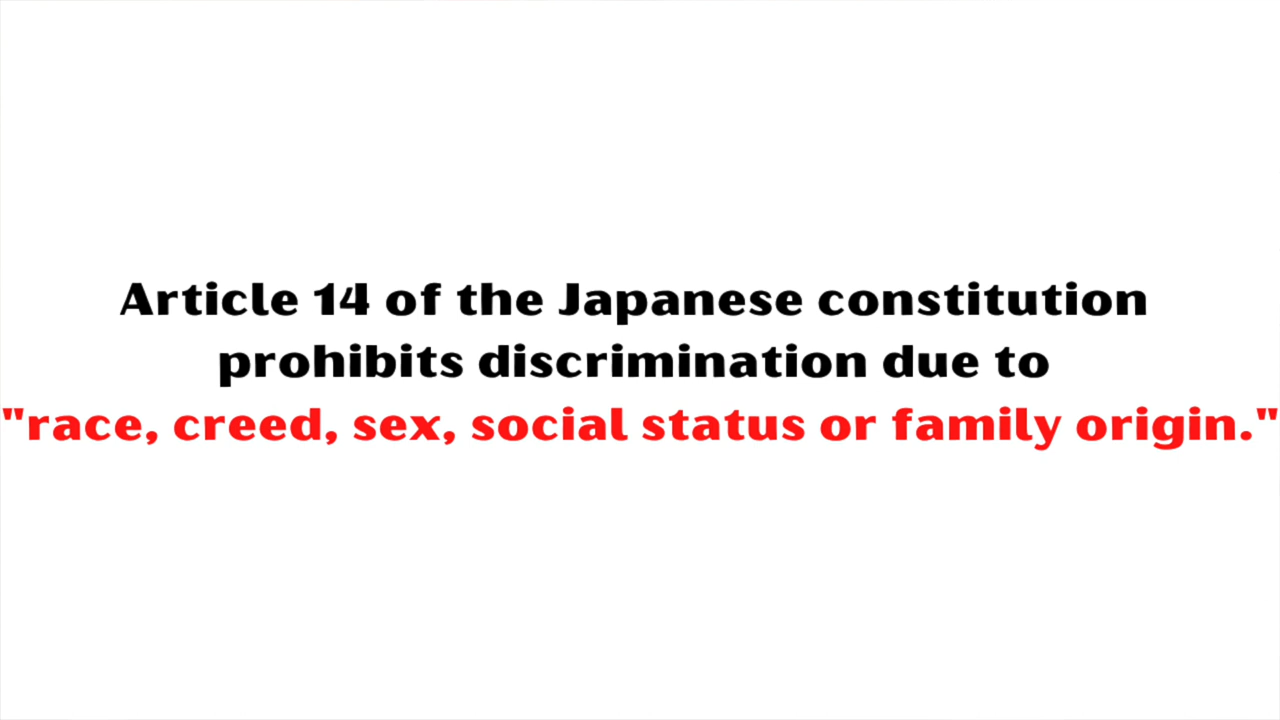 Article 14 of the Japanese constitution
prohibits discrimination due to
"race, creed, sex, social status or family origin."